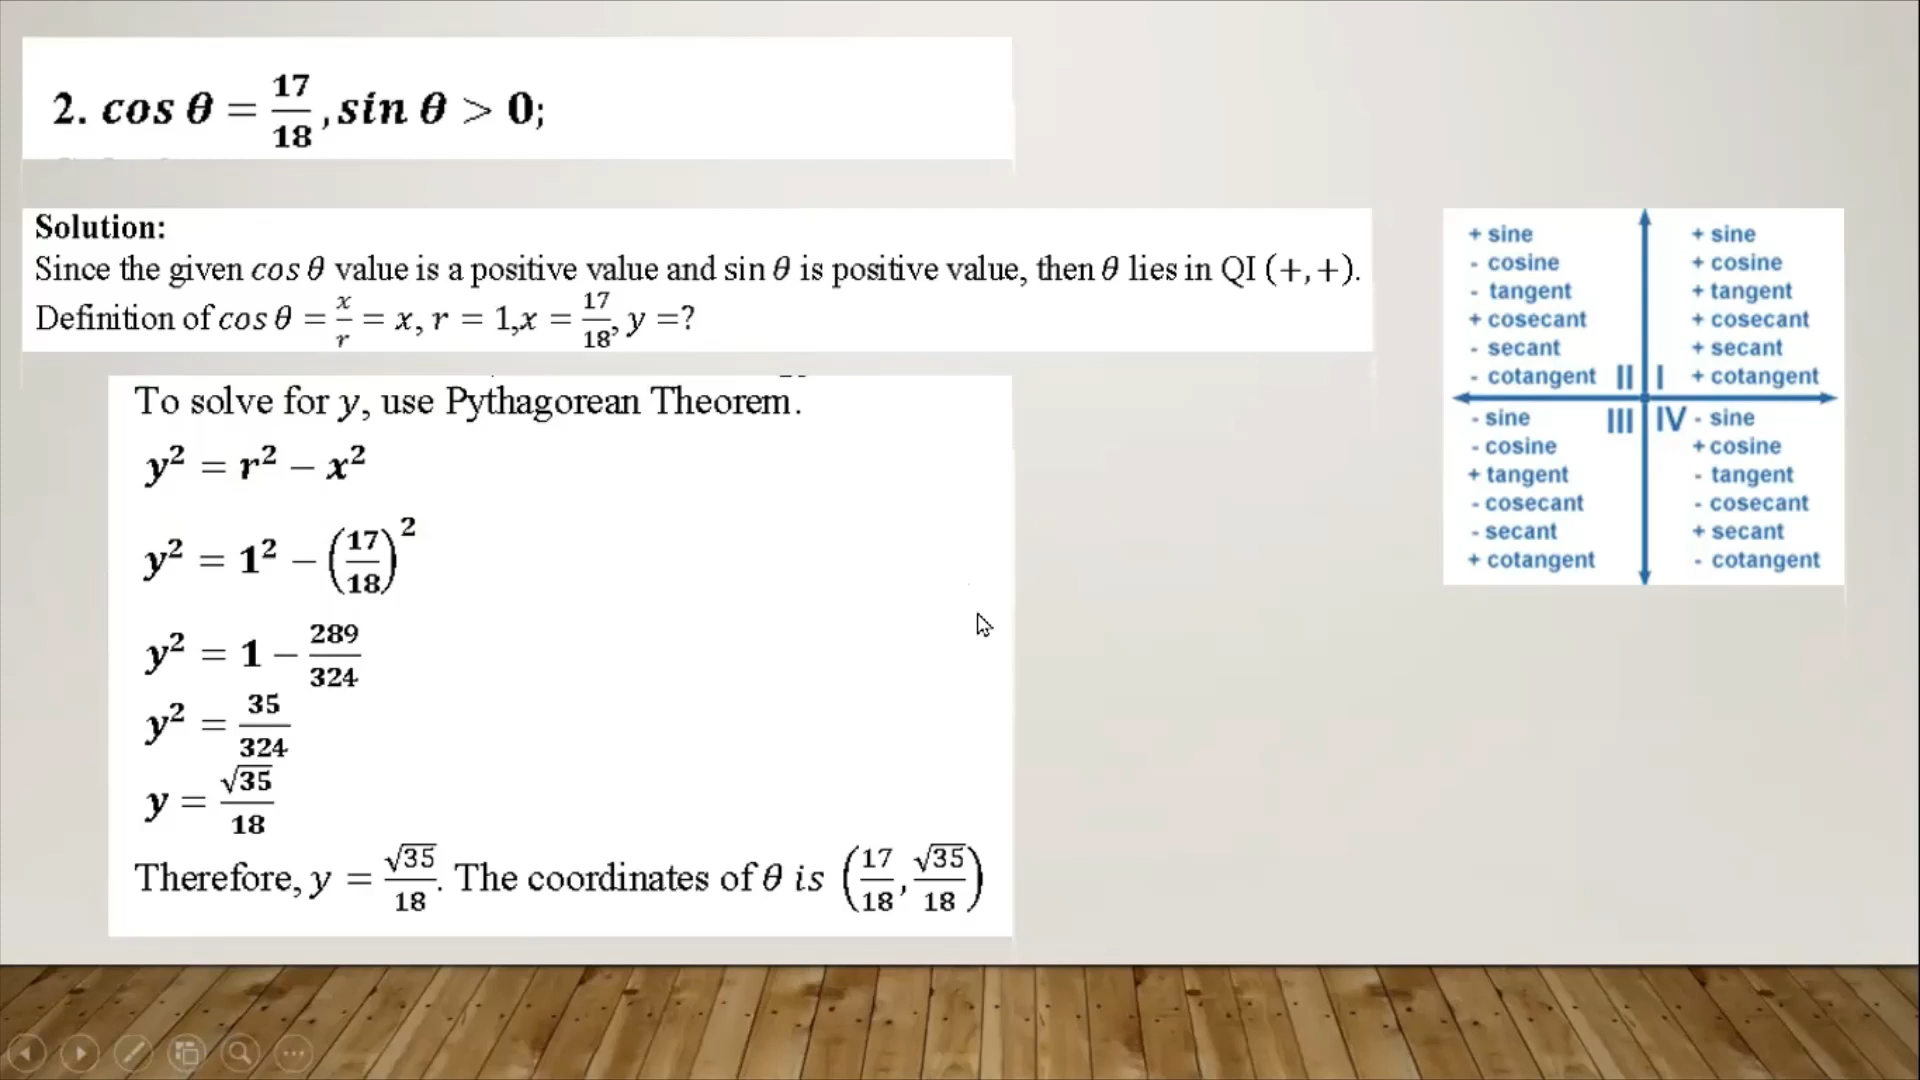 2. cos θ = 17/18, sin θ > 0;
Solution:
Since the given cos θ value is a positive value and sin θ is positive value, then θ lies in QI (+,+).
Definition of cos θ = x/r = x, r = 1,x = 17/18, y =?
To solve for y, use Pythagorean Theorem.
y² = r² − x²
y² = 1² − (17/18)²
y² = 1 − 289/324
y² = 35/324
y = √35/18
Therefore, y = √35/18. The coordinates of θ is (17/18, √35/18)
+ sine
- cosine
- tangent
+ cosecant
- secant
- cotangent
II
+ sine
+ cosine
+ tangent
+ cosecant
+ secant
I + cotangent
- sine
- cosine
+ tangent
- cosecant
- secant
+ cotangent
III
IV - sine
+ cosine
- tangent
- cosecant
+ secant
- cotangent